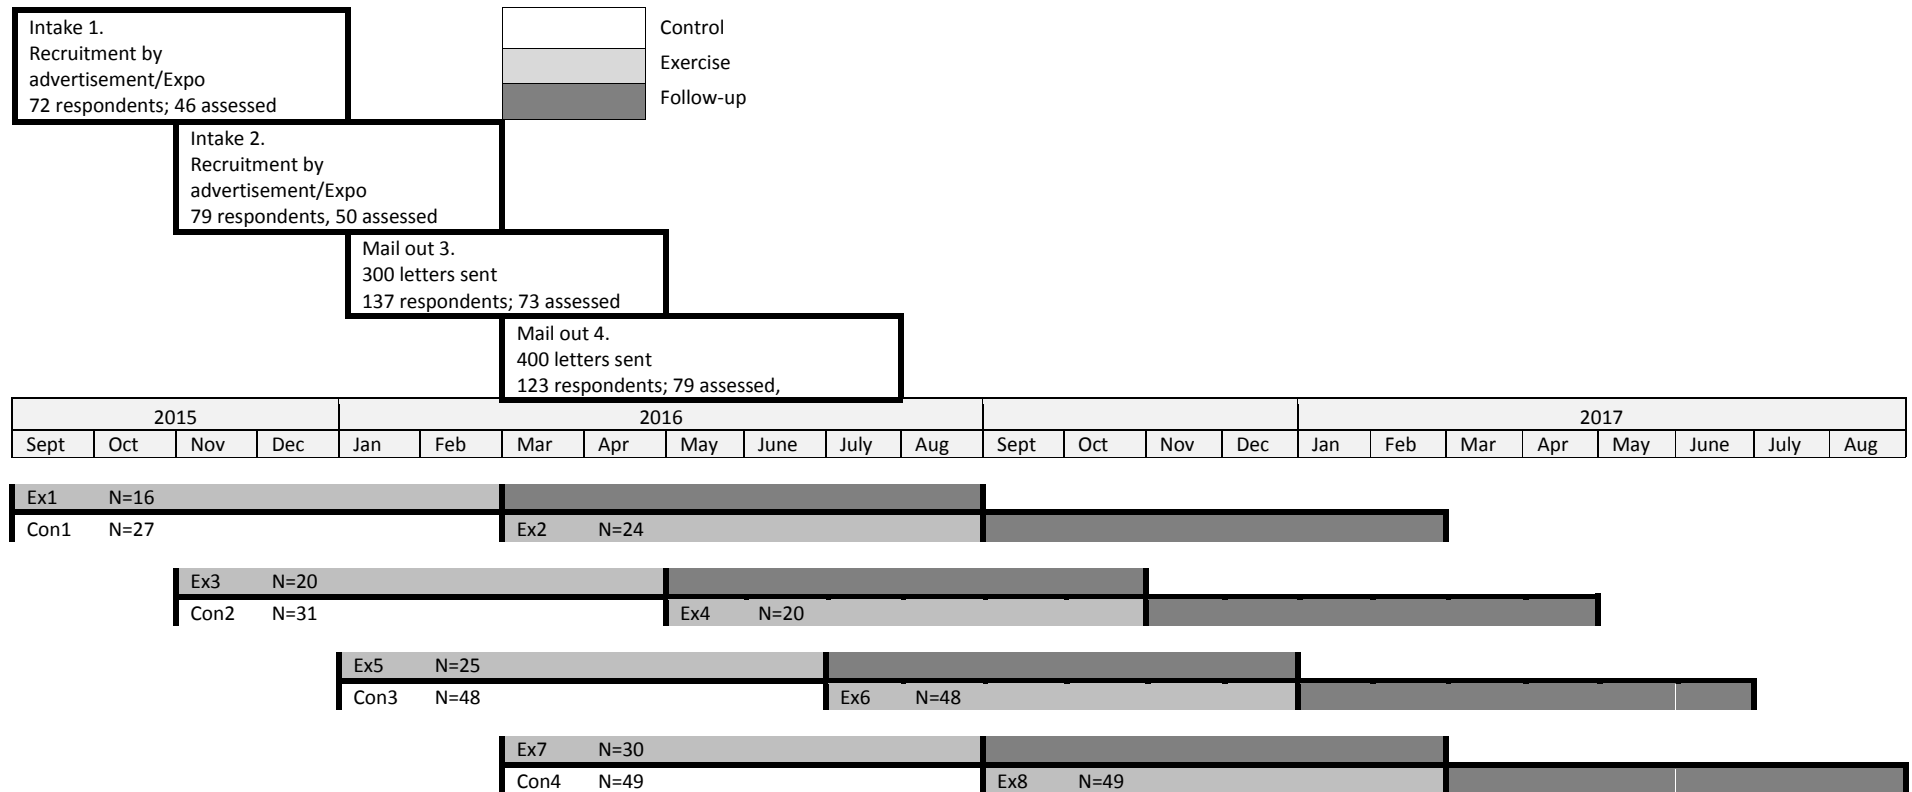 Intake 1.
Recruitment by
advertisement/Expo
72 respondents; 46 assessed
Control
Exercise
Follow-up
Intake 2.
Recruitment by
advertisement/Expo
79 respondents, 50 assessed
Mail out 3.
300 letters sent
137 respondents; 73 assessed
Mail out 4.
400 letters sent
123 respondents; 79 assessed,
2015 2016 2017
Sept Oct Nov Dec Jan Feb Mar Apr May June July Aug Sept Oct Nov Dec Jan Feb Mar Apr May June July Aug
Ex1 N=16
Con1 N=27 Ex2 N=24
Ex3 N=20
Con2 N=31 Ex4 N=20
Ex5 N=25
Con3 N=48 Ex6 N=48
Ex7 N=30
Con4 N=49 Ex8 N=49